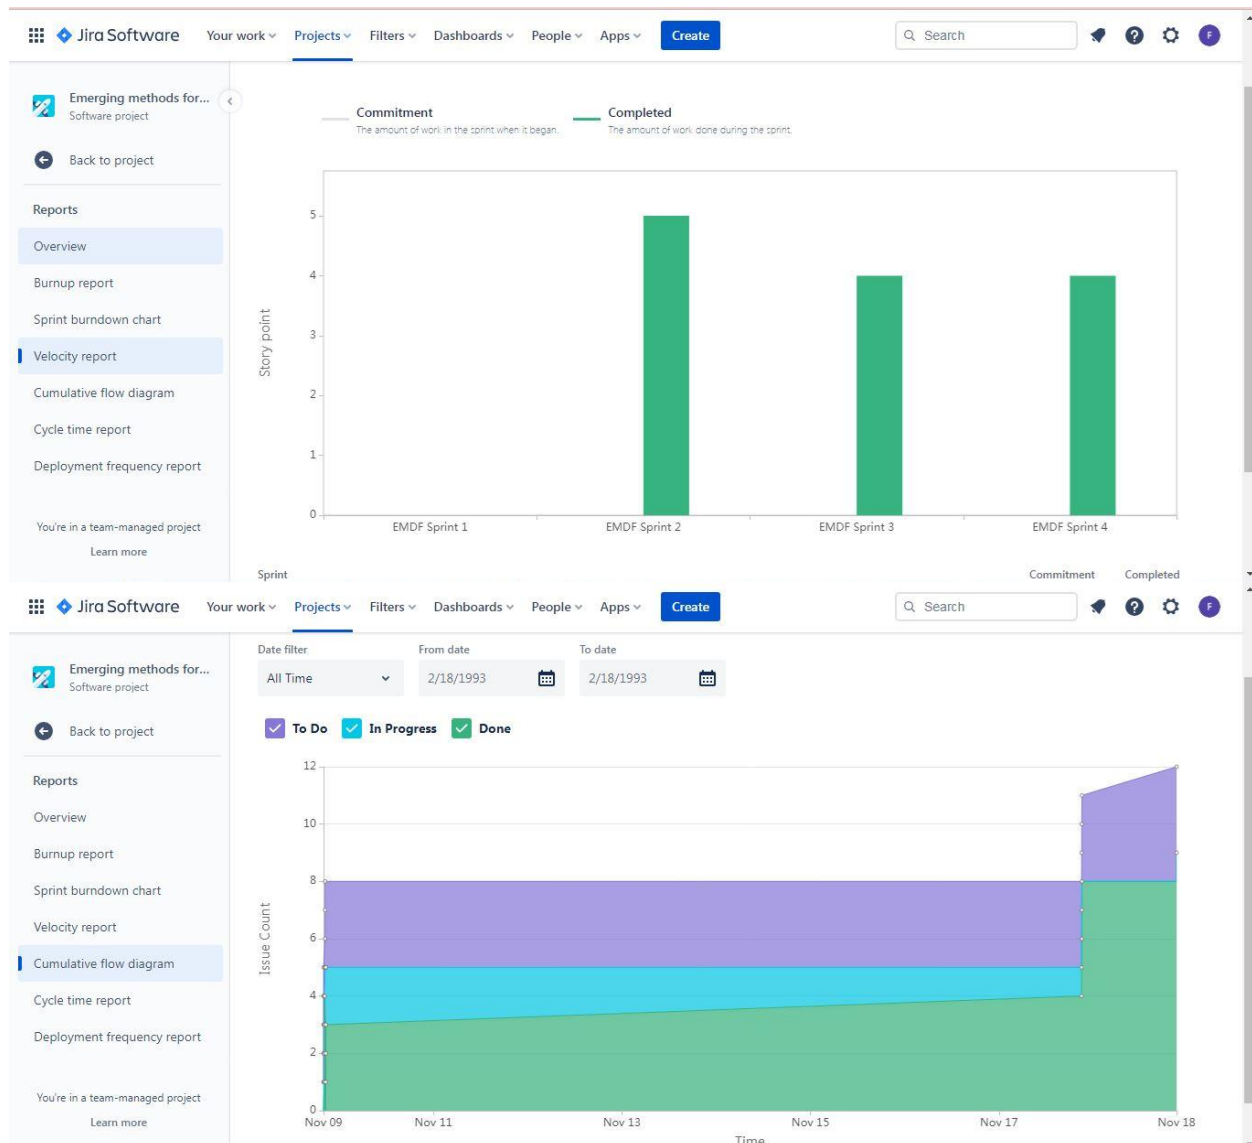 Jira Software Your work Projects Filters Dashboards People Apps Create Search F
Emerging methods for...
Software project
Back to project
Reports
Overview
Burnup report
Sprint burndown chart
Velocity report
Cumulative flow diagram
Cycle time report
Deployment frequency report
You're in a team-managed project
Learn more
Commitment
The amount of work in the sprint when it began.
Completed
The amount of work done during the sprint.
Story point
5
4
3
2
1
0
EMDF Sprint 1 EMDF Sprint 2 EMDF Sprint 3 EMDF Sprint 4
Sprint Commitment Completed
Jira Software Your work Projects Filters Dashboards People Apps Create Search F
Emerging methods for...
Software project
Back to project
Reports
Overview
Burnup report
Sprint burndown chart
Velocity report
Cumulative flow diagram
Cycle time report
Deployment frequency report
You're in a team-managed project
Learn more
Date filter From date To date
All Time 2/18/1993 2/18/1993
To Do In Progress Done
Issue Count
12
10
8
6
4
2
0
Nov 09 Nov 11 Nov 13 Nov 15 Nov 17 Nov 18
Time